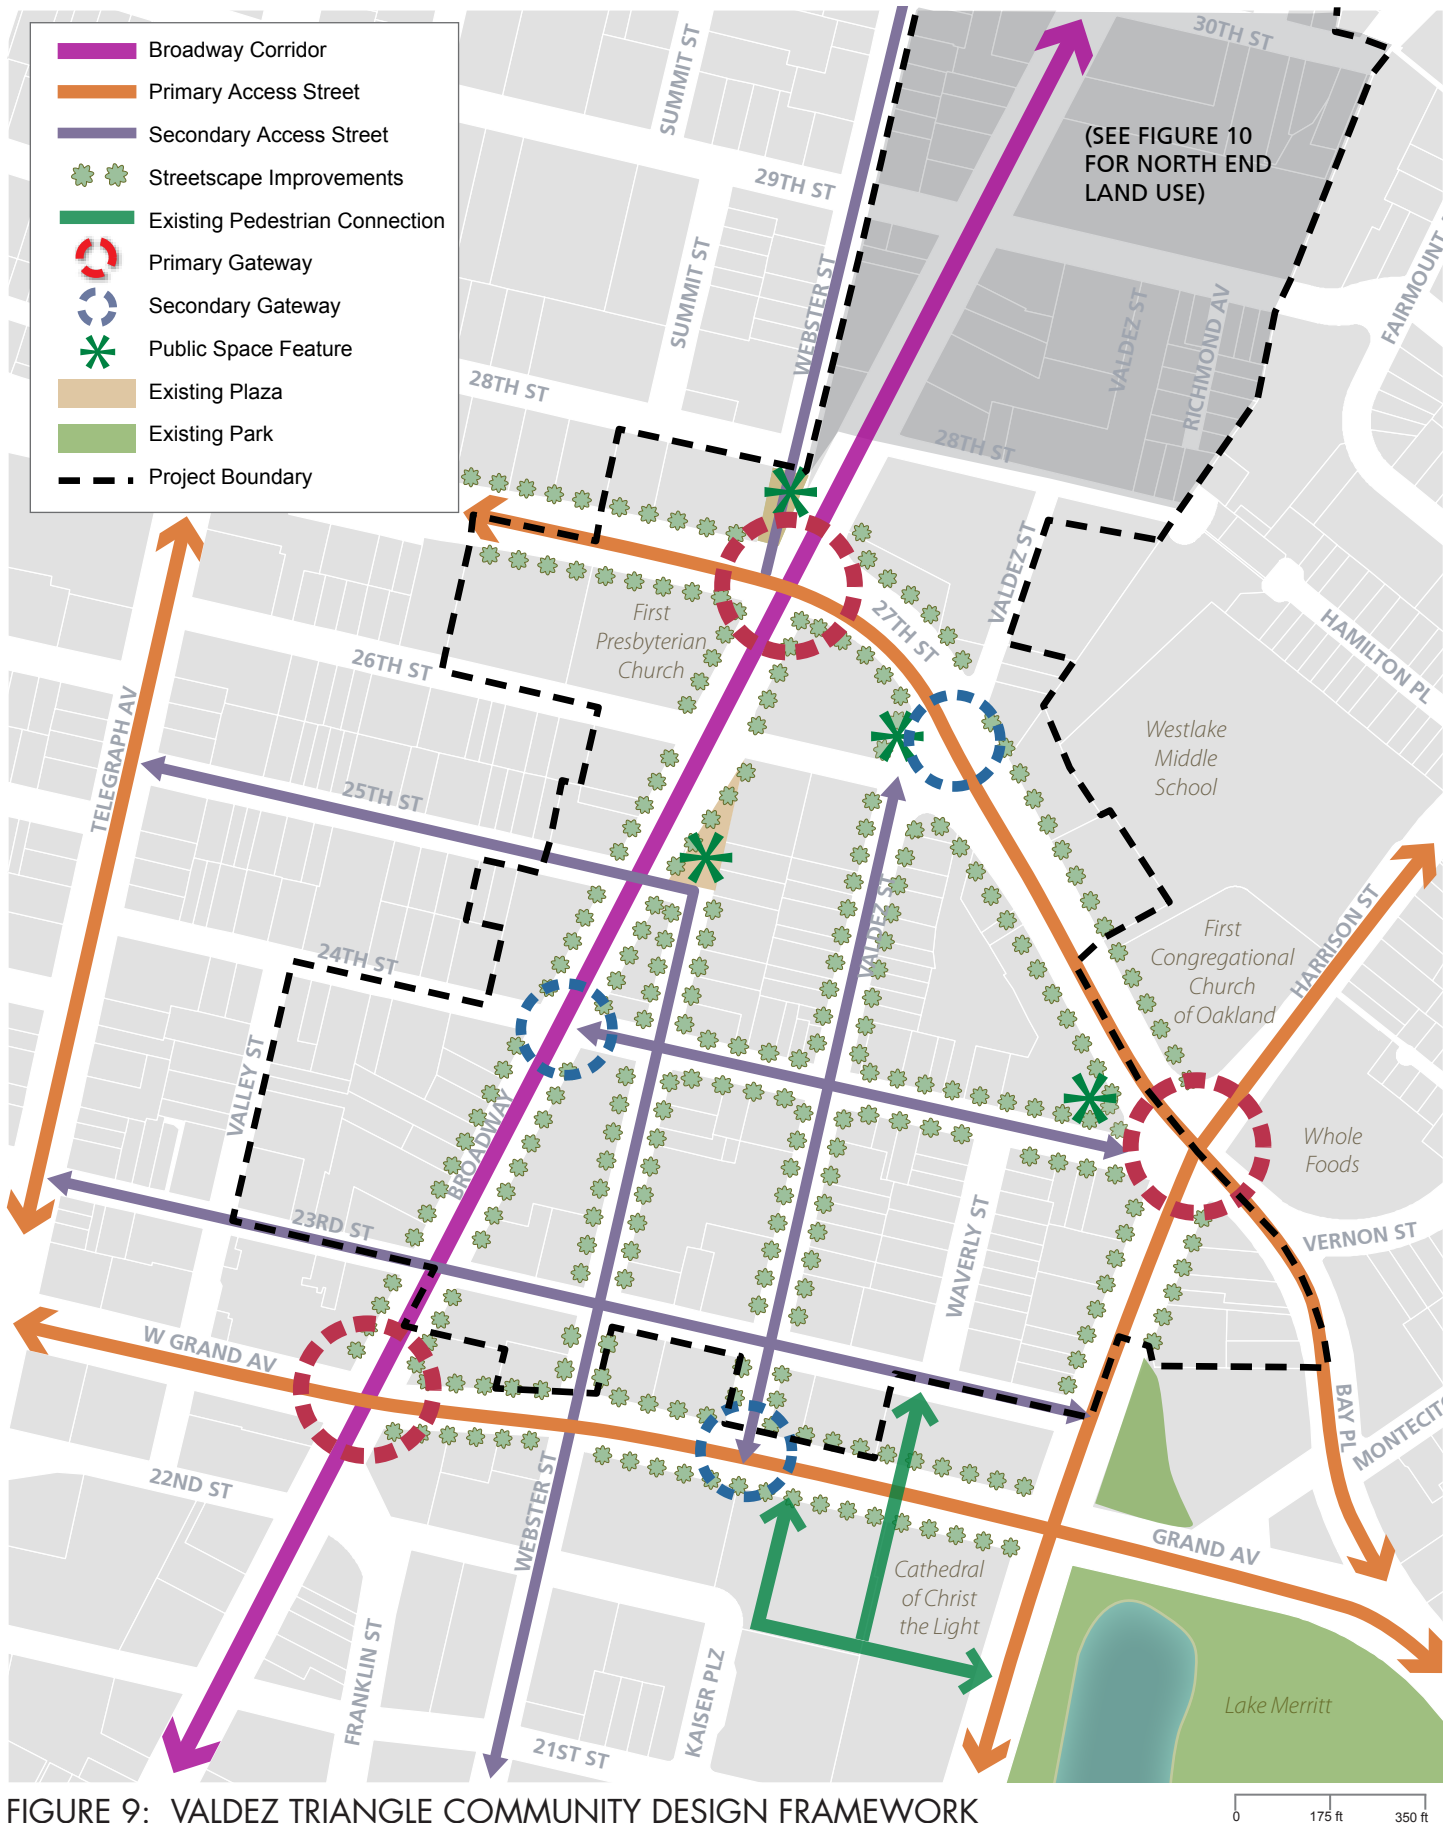 Broadway Corridor
Primary Access Street
Secondary Access Street
Streetscape Improvements
Existing Pedestrian Connection
Primary Gateway
Secondary Gateway
Public Space Feature
Existing Plaza
Existing Park
Project Boundary
SUMMIT ST
30TH ST
(SEE FIGURE 10
FOR NORTH END
LAND USE)
29TH ST
SUMMIT ST
WEBSTER ST
VALDEZ ST
RICHMOND AV
FAIRMOUNT
28TH ST
28TH ST
VALDEZ ST
27TH ST
HAMILTON PL
First
Presbyterian
Church
26TH ST
TELEGRAPH AV
25TH ST
Westlake
Middle
School
VALDEZ ST
24TH ST
HARRISON ST
First
Congregational
Church
of Oakland
VALLEY ST
BROADWAY
Whole
Foods
23RD ST
WAVERLY ST
VERNON ST
W GRAND AV
BAY PL
MONTECITO
22ND ST
WEBSTER ST
GRAND AV
Cathedral
of Christ
the Light
FRANKLIN ST
KAISER PLZ
Lake Merritt
21ST ST
FIGURE 9: VALDEZ TRIANGLE COMMUNITY DESIGN FRAMEWORK
0 175 ft 350 ft